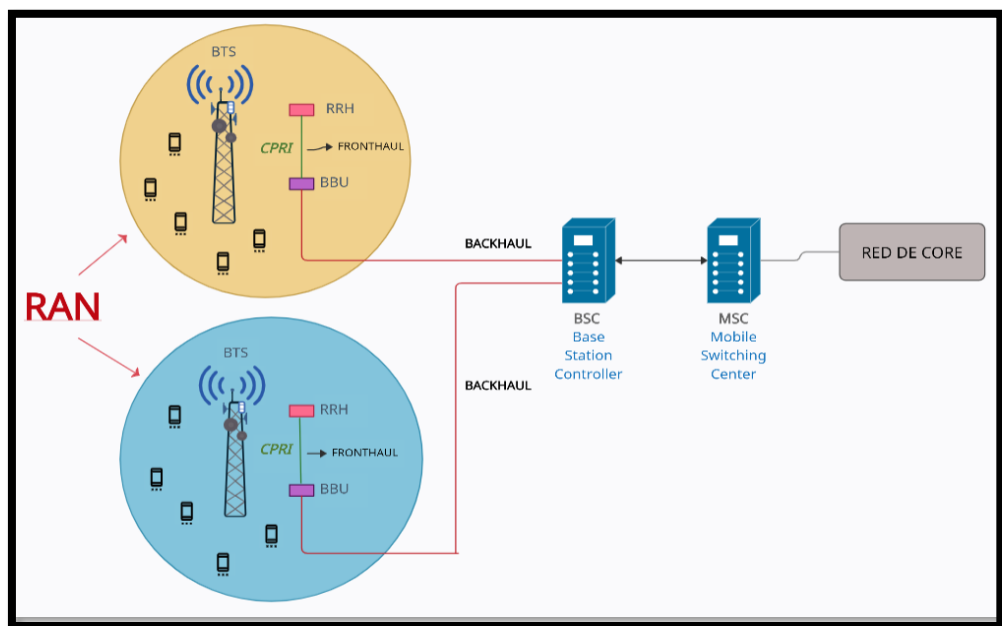 BTS
RRH
CPRI
FRONTHAUL
BBU
RAN
BTS
RRH
CPRI
FRONTHAUL
BBU
BACKHAUL
BACKHAUL
BSC
Base
Station
Controller
MSC
Mobile
Switching
Center
RED DE CORE